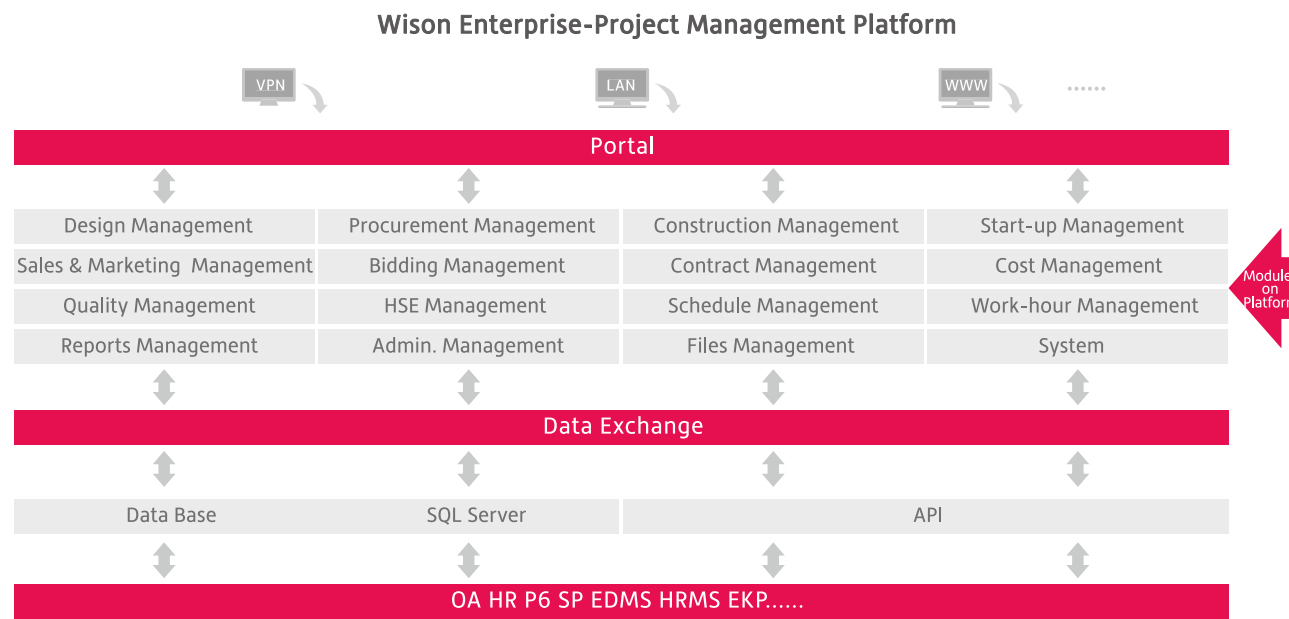 Wison Enterprise-Project Management Platform
VPN
LAN
WWW
......
Portal
Design Management
Procurement Management
Construction Management
Start-up Management
Sales & Marketing Management
Bidding Management
Contract Management
Cost Management
Quality Management
HSE Management
Schedule Management
Work-hour Management
Reports Management
Admin. Management
Files Management
System
Module
on
Platform
Data Exchange
Data Base
SQL Server
API
OA HR P6 SP EDMS HRMS EKP......